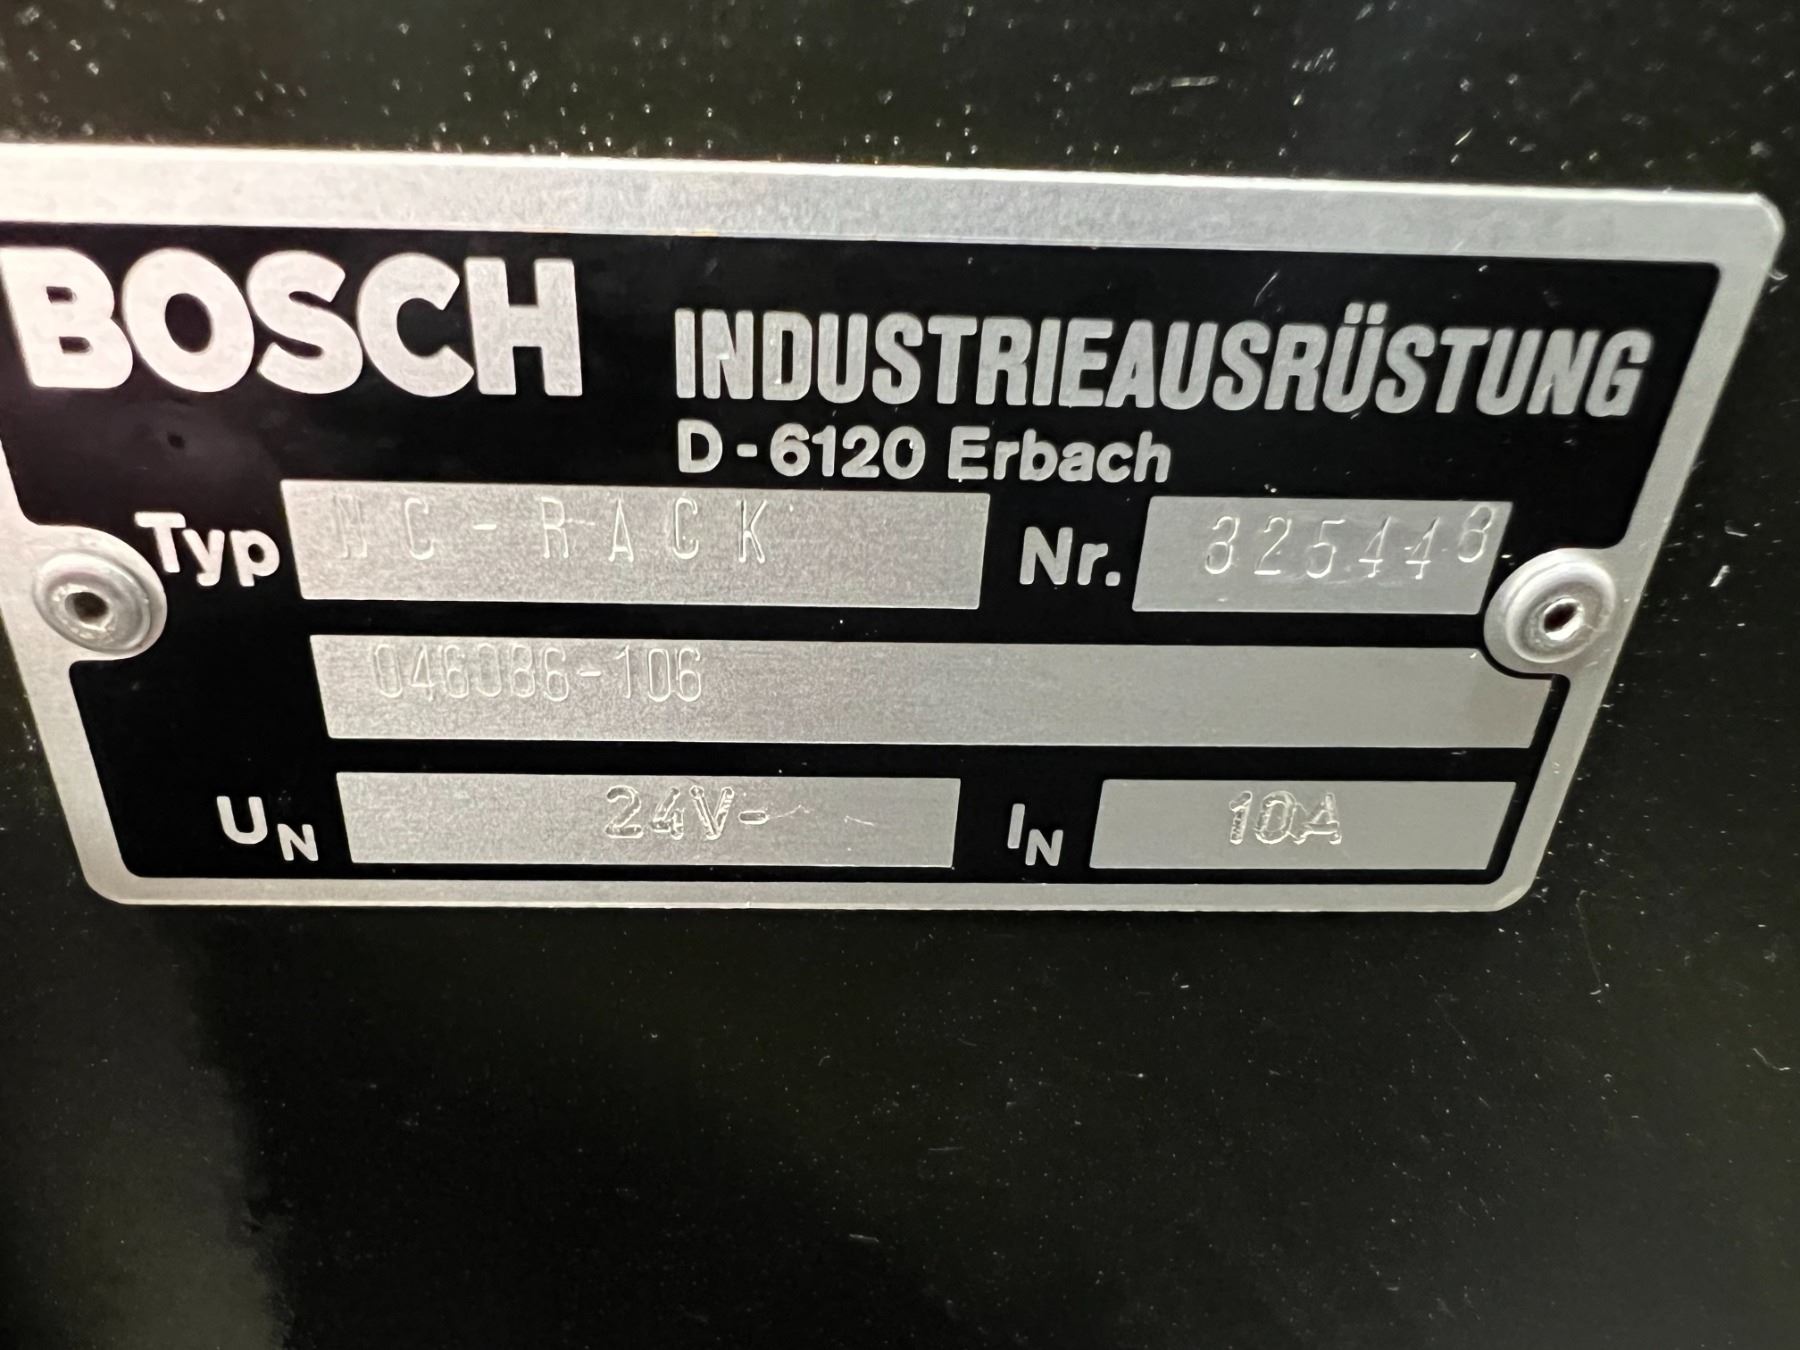 BOSCH INDUSTRIEAUSRÜSTUNG
D-6120 Erbach
Typ NC-RACK Nr. 325448
046086-106
UN 24V- IN 10A